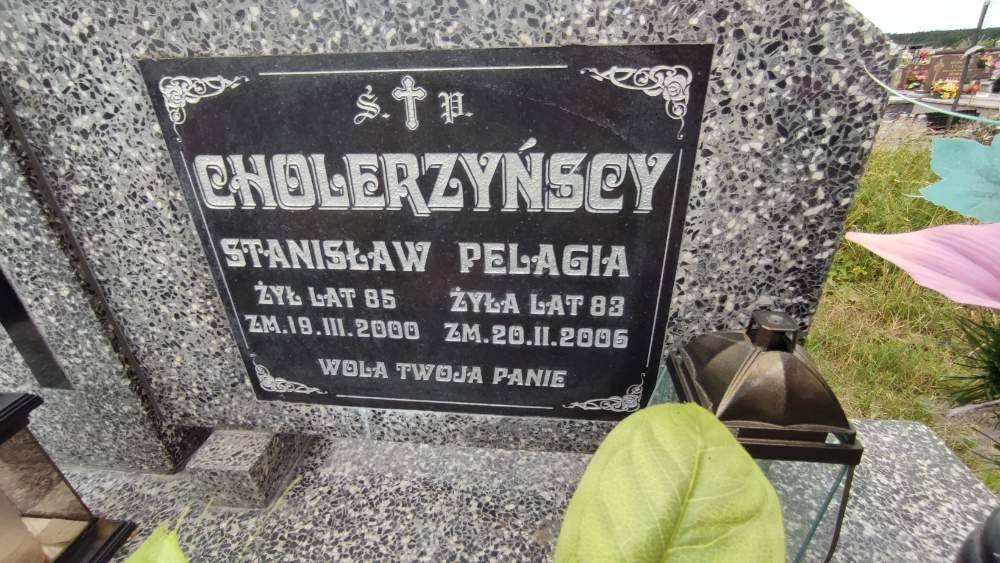 Ś. P.
CHOLERZYŃSCY
STANISŁAW PELAGIA
ŻYŁ LAT 85 ŻYŁA LAT 83
ZM.19.III.2000 ZM.20.II.2006
WOLA TWOJA PANIE